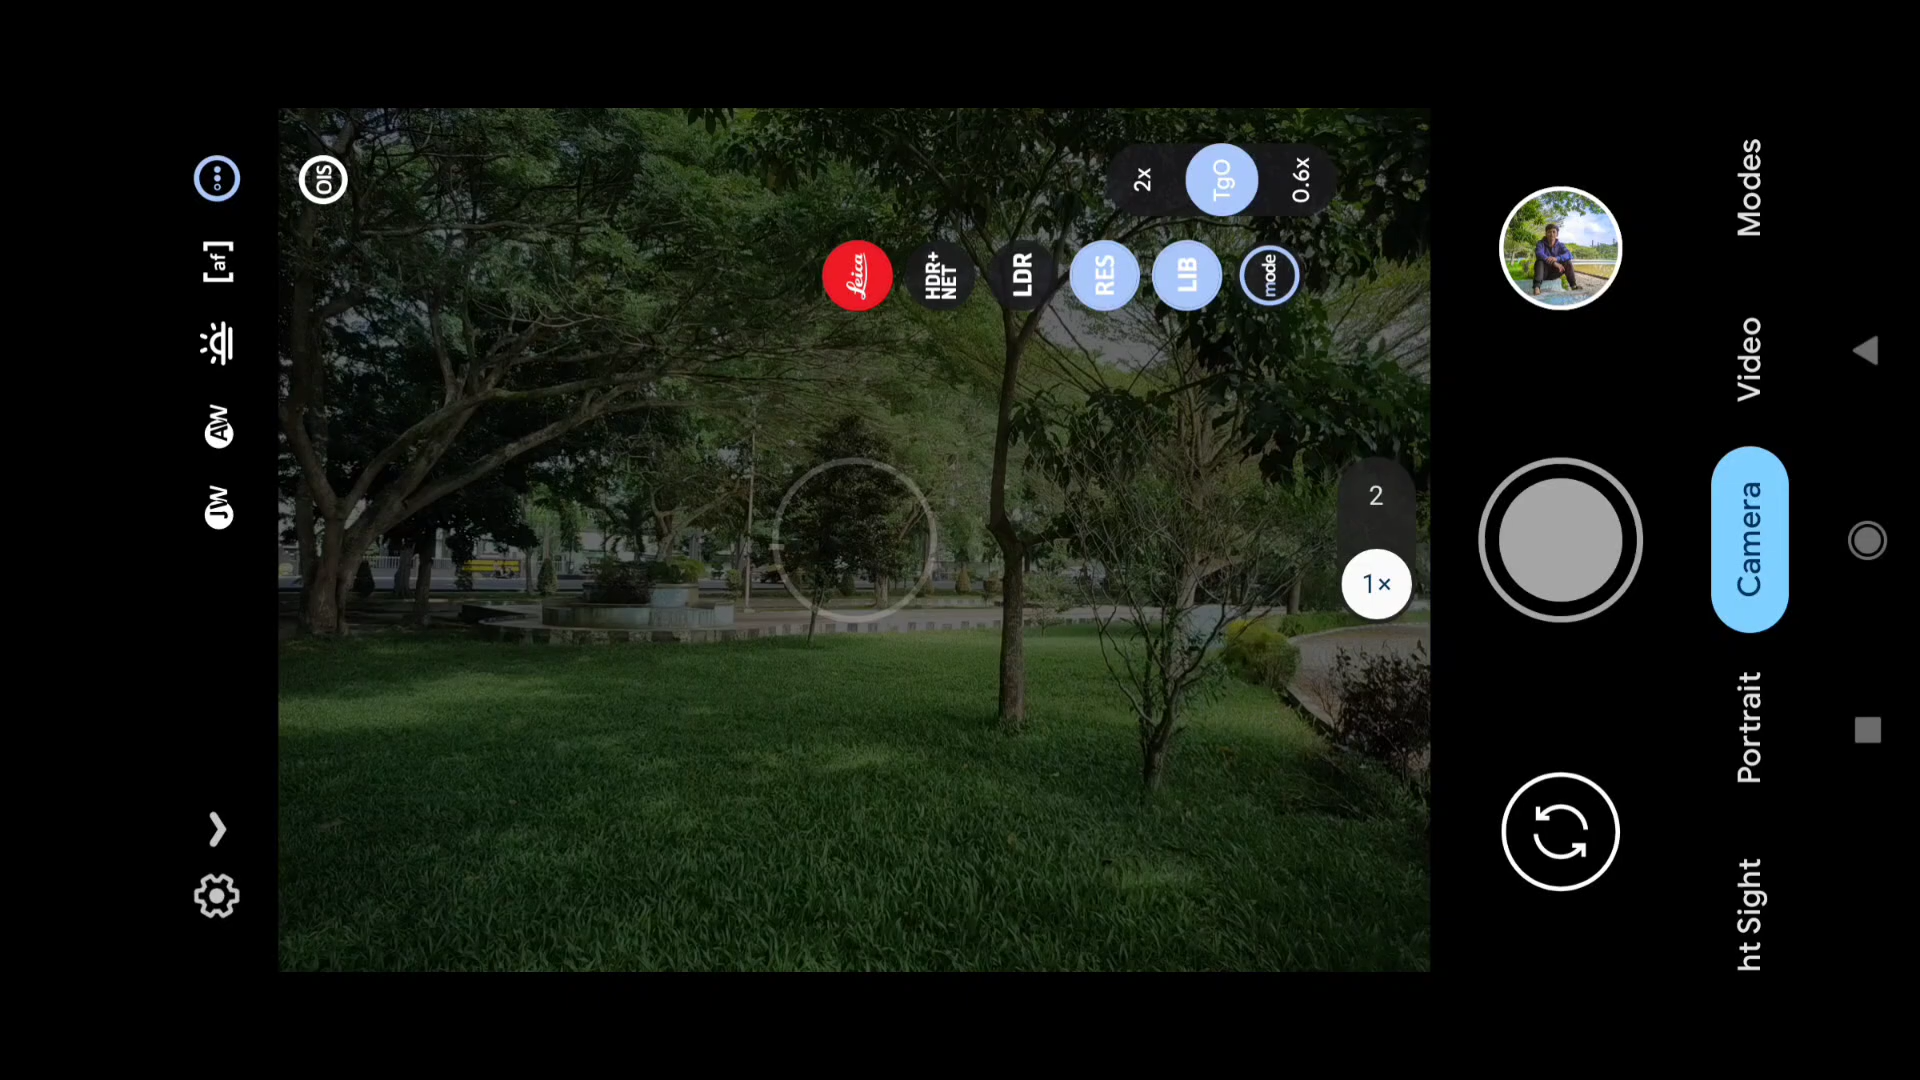 OIS
[af]
AW
JW
2x
TgO
0.6x
Leica
HDR+
NET
LDR
RES
LIB
mode
2
1×
Modes
Video
Camera
Portrait
ht Sight